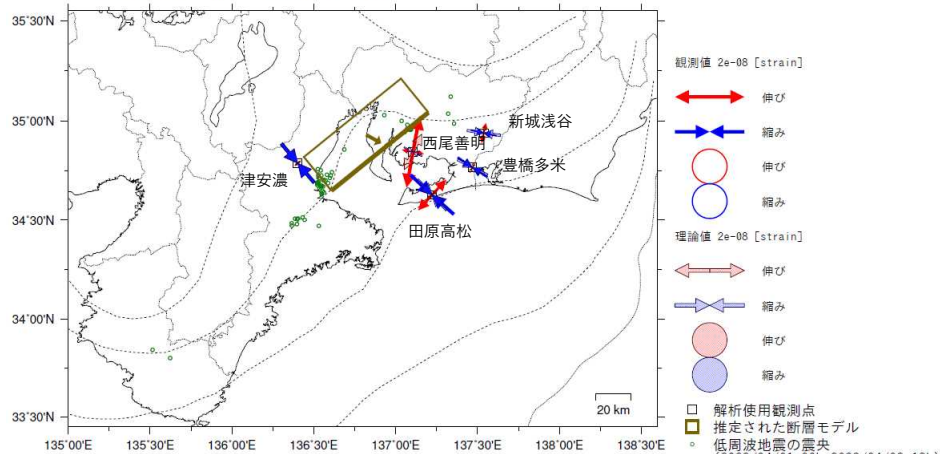 35°30'N
35°00'N
34°30'N
34°00'N
33°30'N
135°00'E
135°30'E
136°00'E
136°30'E
137°00'E
137°30'E
138°00'E
138°30'E
新城浅谷
西尾善明
豊橋多米
津安濃
田原高松
20 km
観測値 2e-08 [strain]
伸び
縮み
伸び
縮み
理論値 2e-08 [strain]
伸び
縮み
伸び
縮み
解析使用観測点
推定された断層モデル
低周波地震の震央